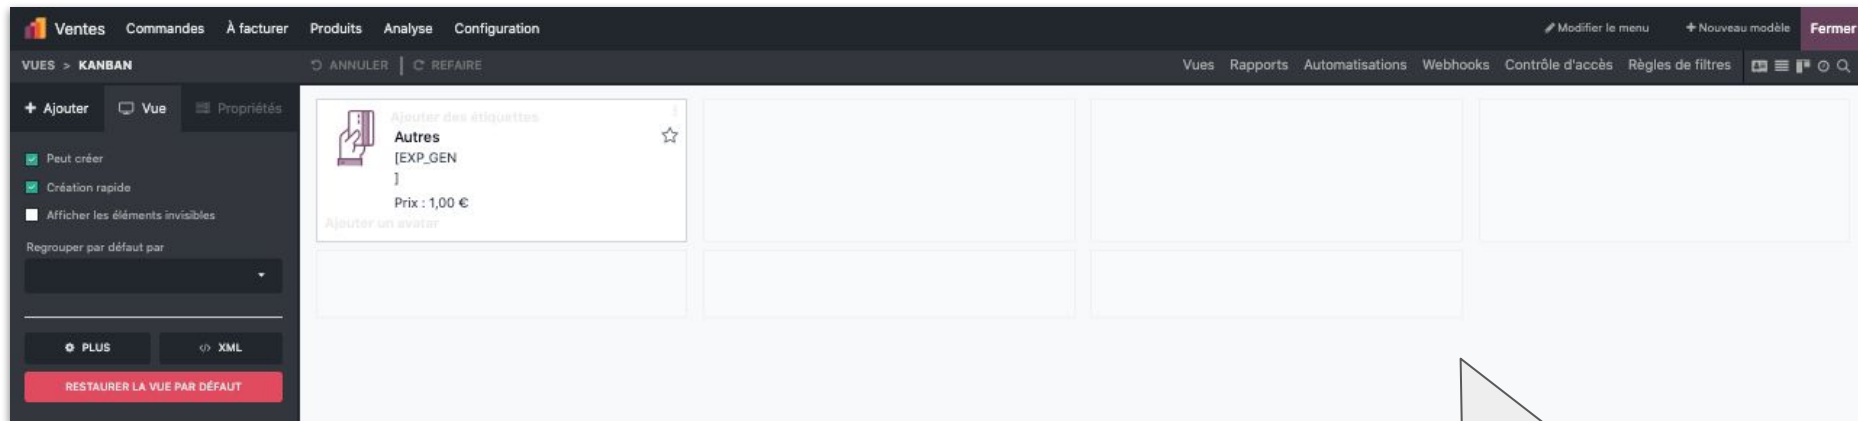 Ventes Commandes À facturer Produits Analyse Configuration Modifier le menu + Nouveau modèle Fermer
VUES > KANBAN ANNULER REFAIRE Vues Rapports Automatisations Webhooks Contrôle d'accès Règles de filtres
+ Ajouter Vue Propriétés
Ajouter des étiquettes
Autres
[EXP_GEN
]
Prix : 1,00 €
Ajouter un avatar
Peut créer
Création rapide
Afficher les éléments invisibles
Regrouper par défaut par
PLUS </> XML
RESTAURER LA VUE PAR DÉFAUT